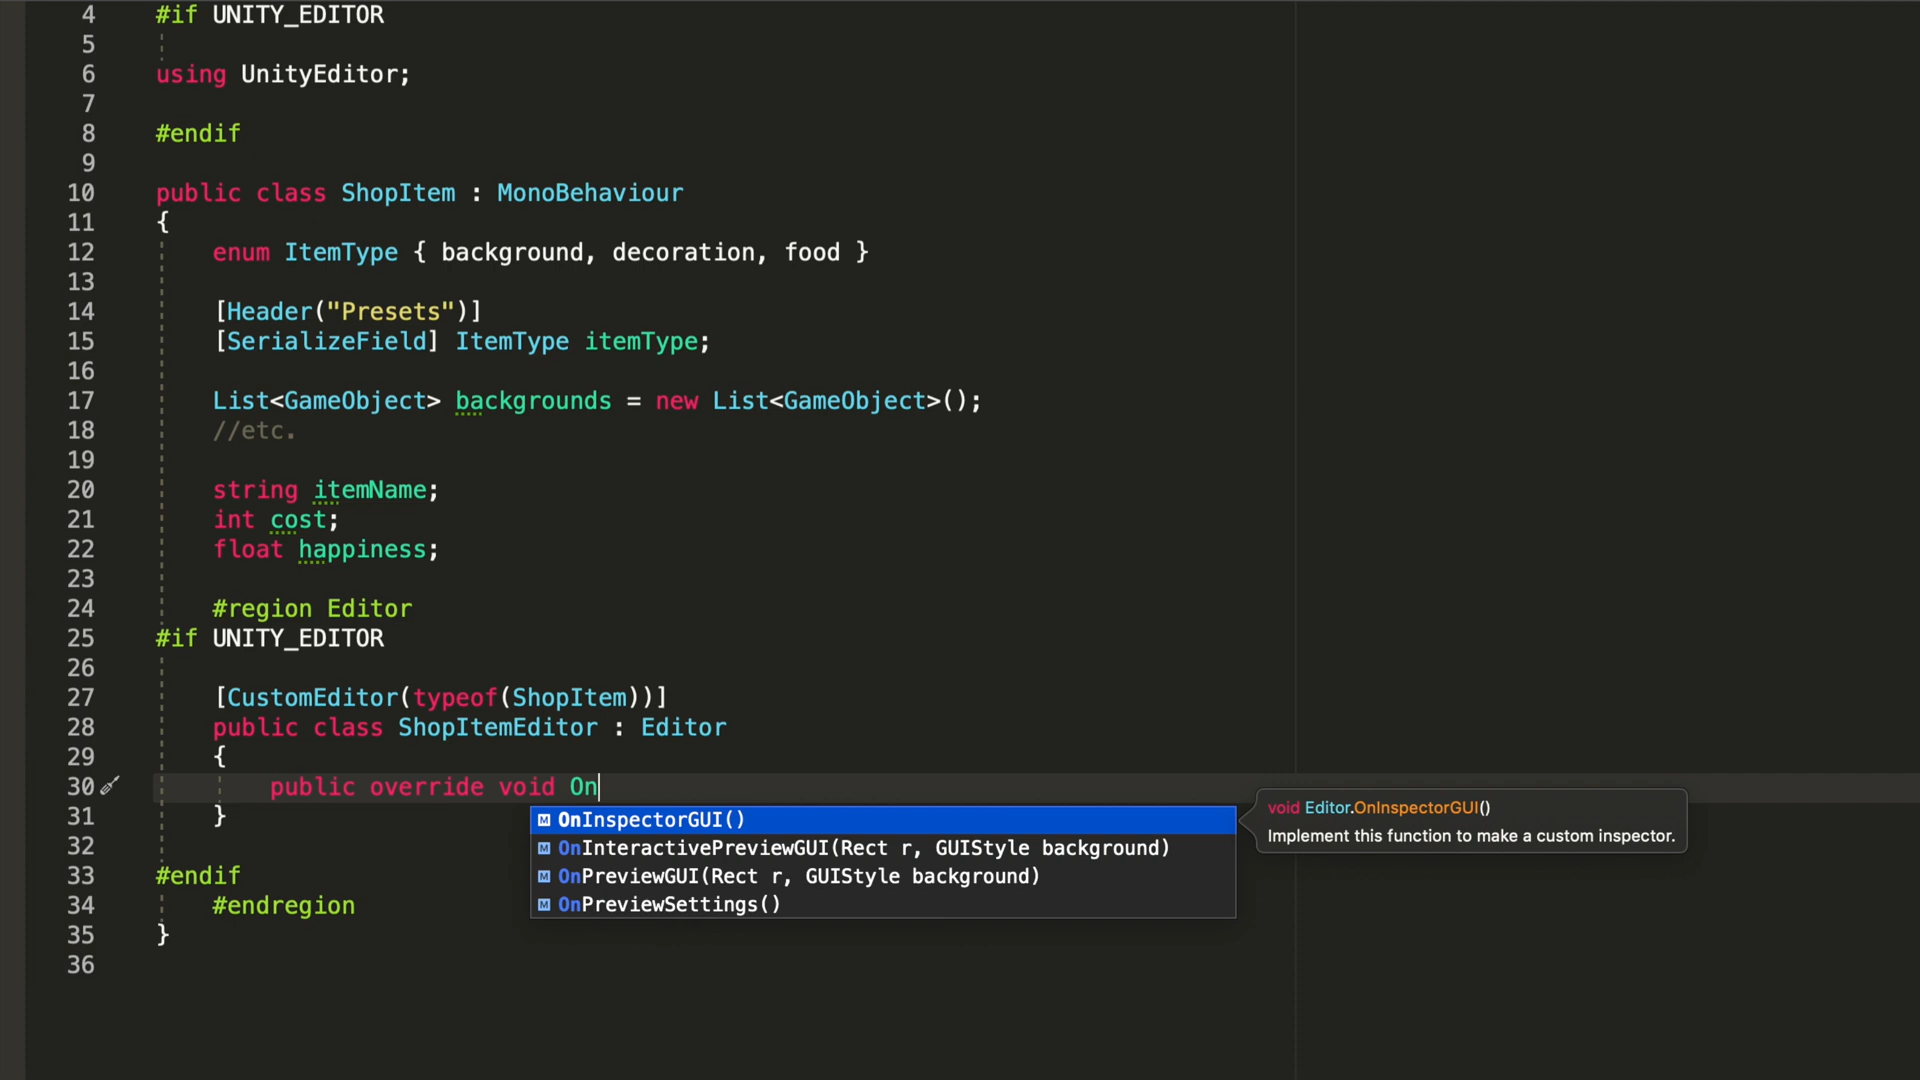 4 #if UNITY_EDITOR
5
6 using UnityEditor;
7
8 #endif
9
10 public class ShopItem : MonoBehaviour
11 {
12 enum ItemType { background, decoration, food }
13
14 [Header("Presets")]
15 [SerializeField] ItemType itemType;
16
17 List<GameObject> backgrounds = new List<GameObject>();
18 //etc.
19
20 string itemName;
21 int cost;
22 float happiness;
23
24 #region Editor
25 #if UNITY_EDITOR
26
27 [CustomEditor(typeof(ShopItem))]
28 public class ShopItemEditor : Editor
29 {
30 public override void On
31 }
32
33 #endif
34 #endregion
35 }
36
M OnInspectorGUI()
M OnInteractivePreviewGUI(Rect r, GUIStyle background)
M OnPreviewGUI(Rect r, GUIStyle background)
M OnPreviewSettings()
void Editor.OnInspectorGUI()
Implement this function to make a custom inspector.